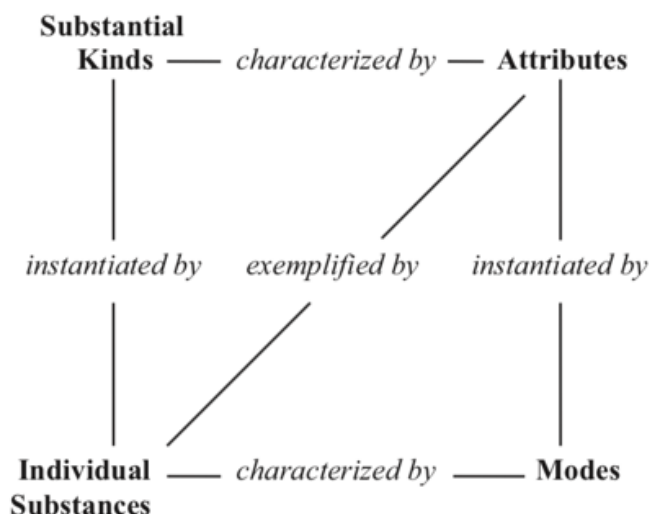 Substantial
Kinds characterized by Attributes
instantiated by exemplified by instantiated by
Individual characterized by Modes
Substances